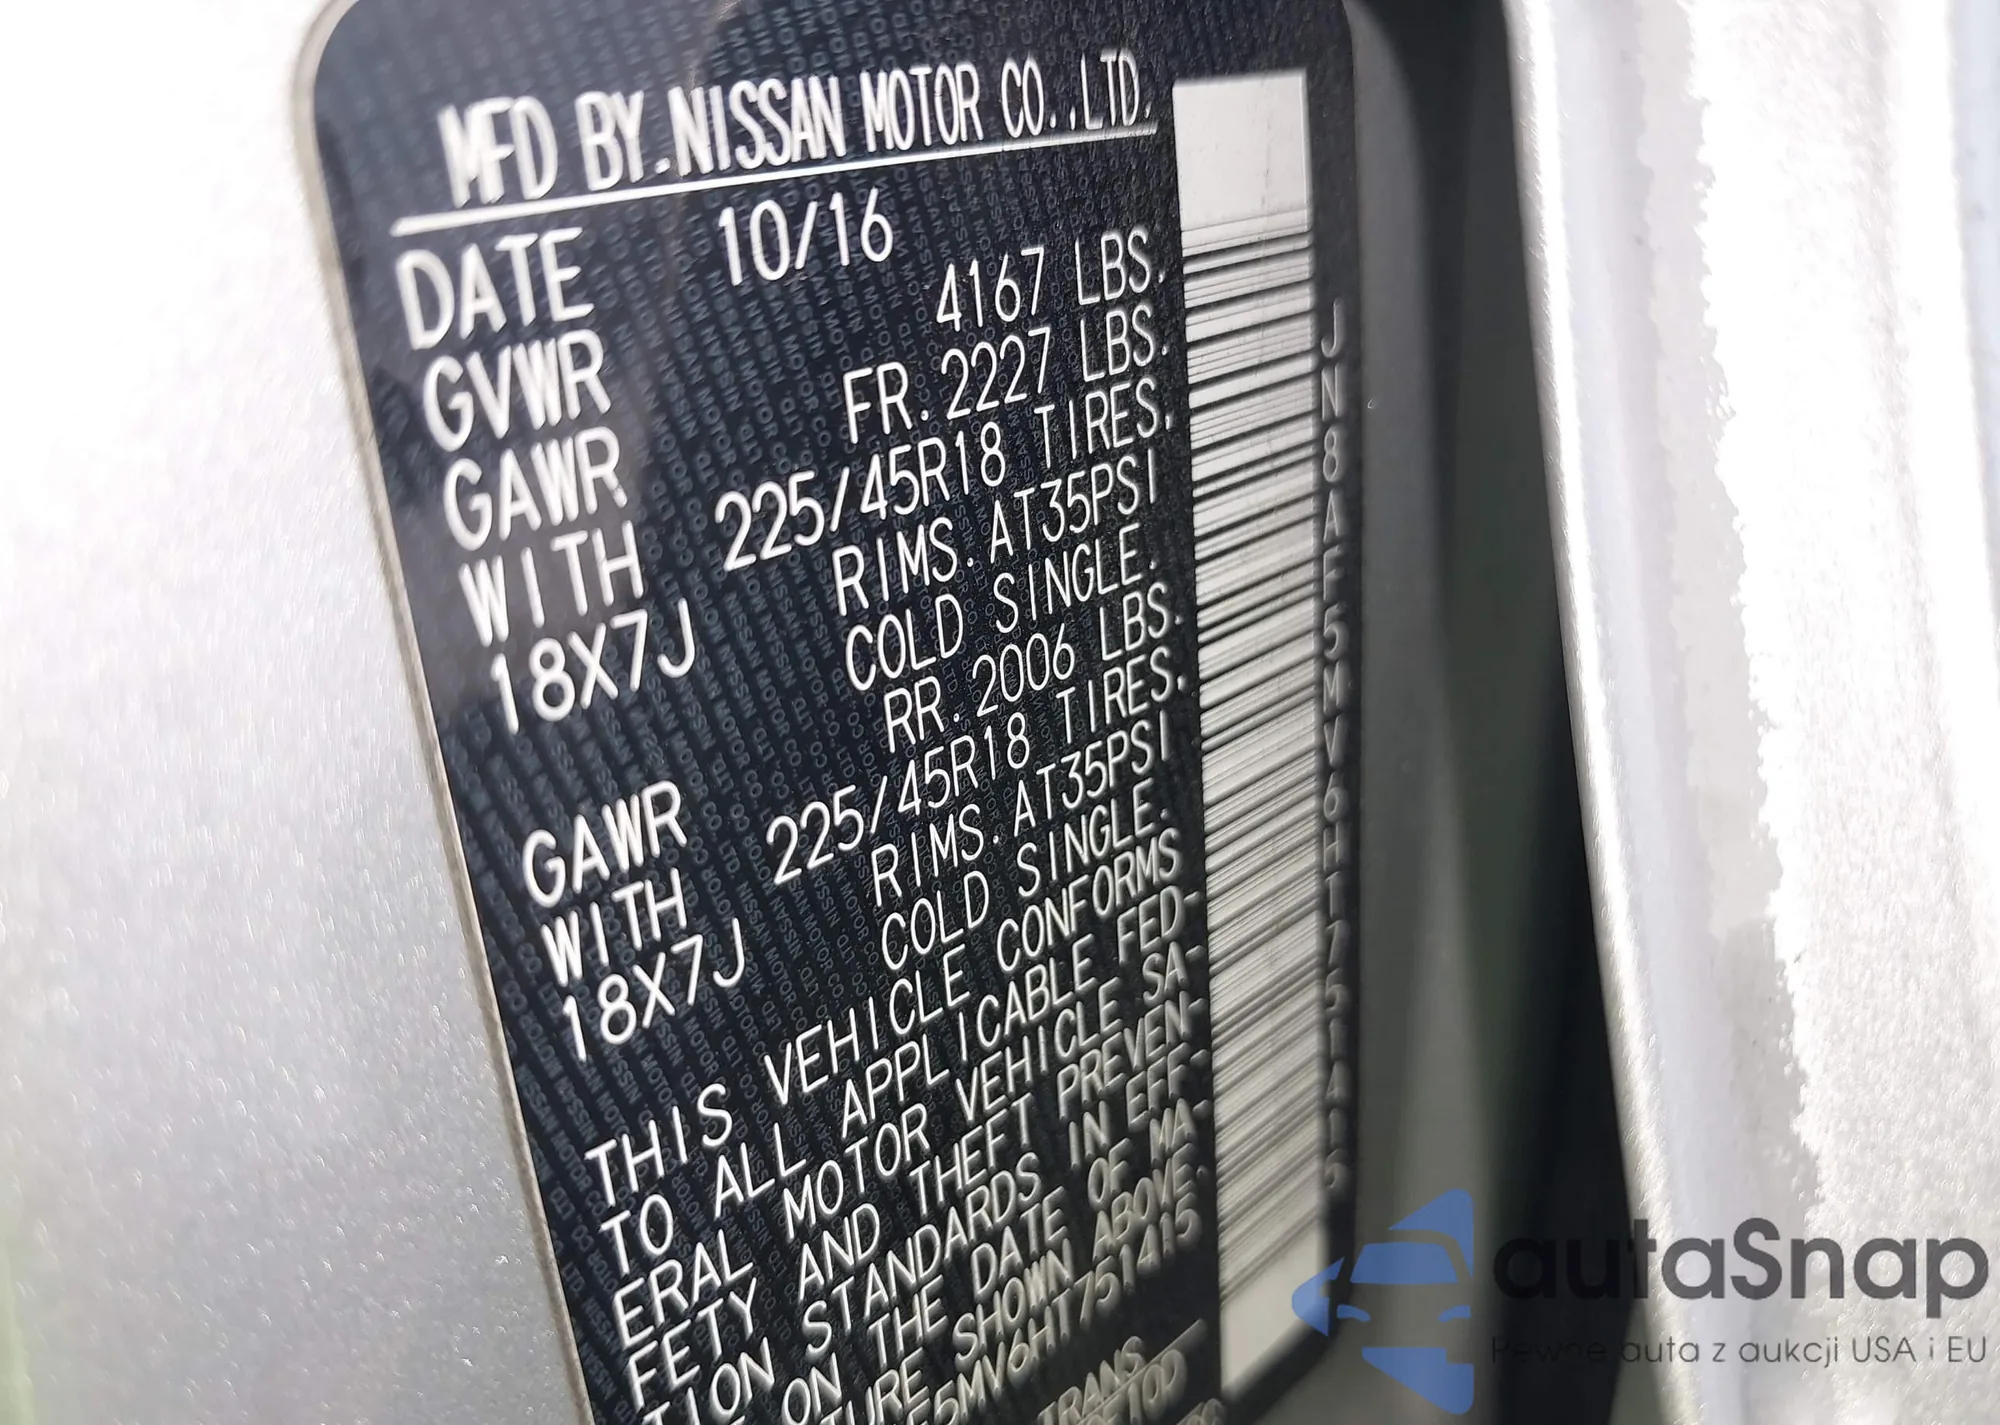 MFD BY.NISSAN MOTOR CO.,LTD.
DATE 10/16
GVWR 4167 LBS.
GAWR FR.2227 LBS.
WITH 225/45R18 TIRES.
18X7J RIMS.AT35PSI
COLD SINGLE.
GAWR RR.2006 LBS.
WITH 225/45R18 TIRES.
18X7J RIMS.AT35PSI
COLD SINGLE.
THIS VEHICLE CONFORMS
TO ALL APPLICABLE FED-
ERAL MOTOR VEHICLE SA-
FETY AND THEFT PREVEN-
TION STANDARDS IN EFF-
ON THE DATE OF MA-
TURE SHOWN ABOVE.
F5MV6HT751415
TRANS
JN8AF5MV6HT751415
autaSnap
Pewne auta z aukcji USA i EU